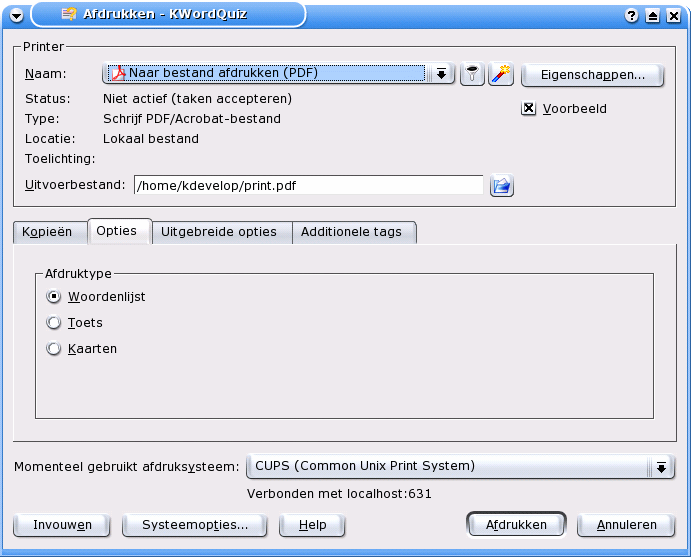 Afdrukken - KWordQuiz
Printer
Naam: Naar bestand afdrukken (PDF) Eigenschappen...
Status: Niet actief (taken accepteren)
Voorbeeld
Type: Schrijf PDF/Acrobat-bestand
Locatie: Lokaal bestand
Toelichting:
Uitvoerbestand: /home/kdevelop/print.pdf
Kopieën Opties Uitgebreide opties Additionele tags
Afdruktype
Woordenlijst
Toets
Kaarten
Momenteel gebruikt afdruksysteem: CUPS (Common Unix Print System)
Verbonden met localhost:631
Invouwen Systeemopties... Help Afdrukken Annuleren